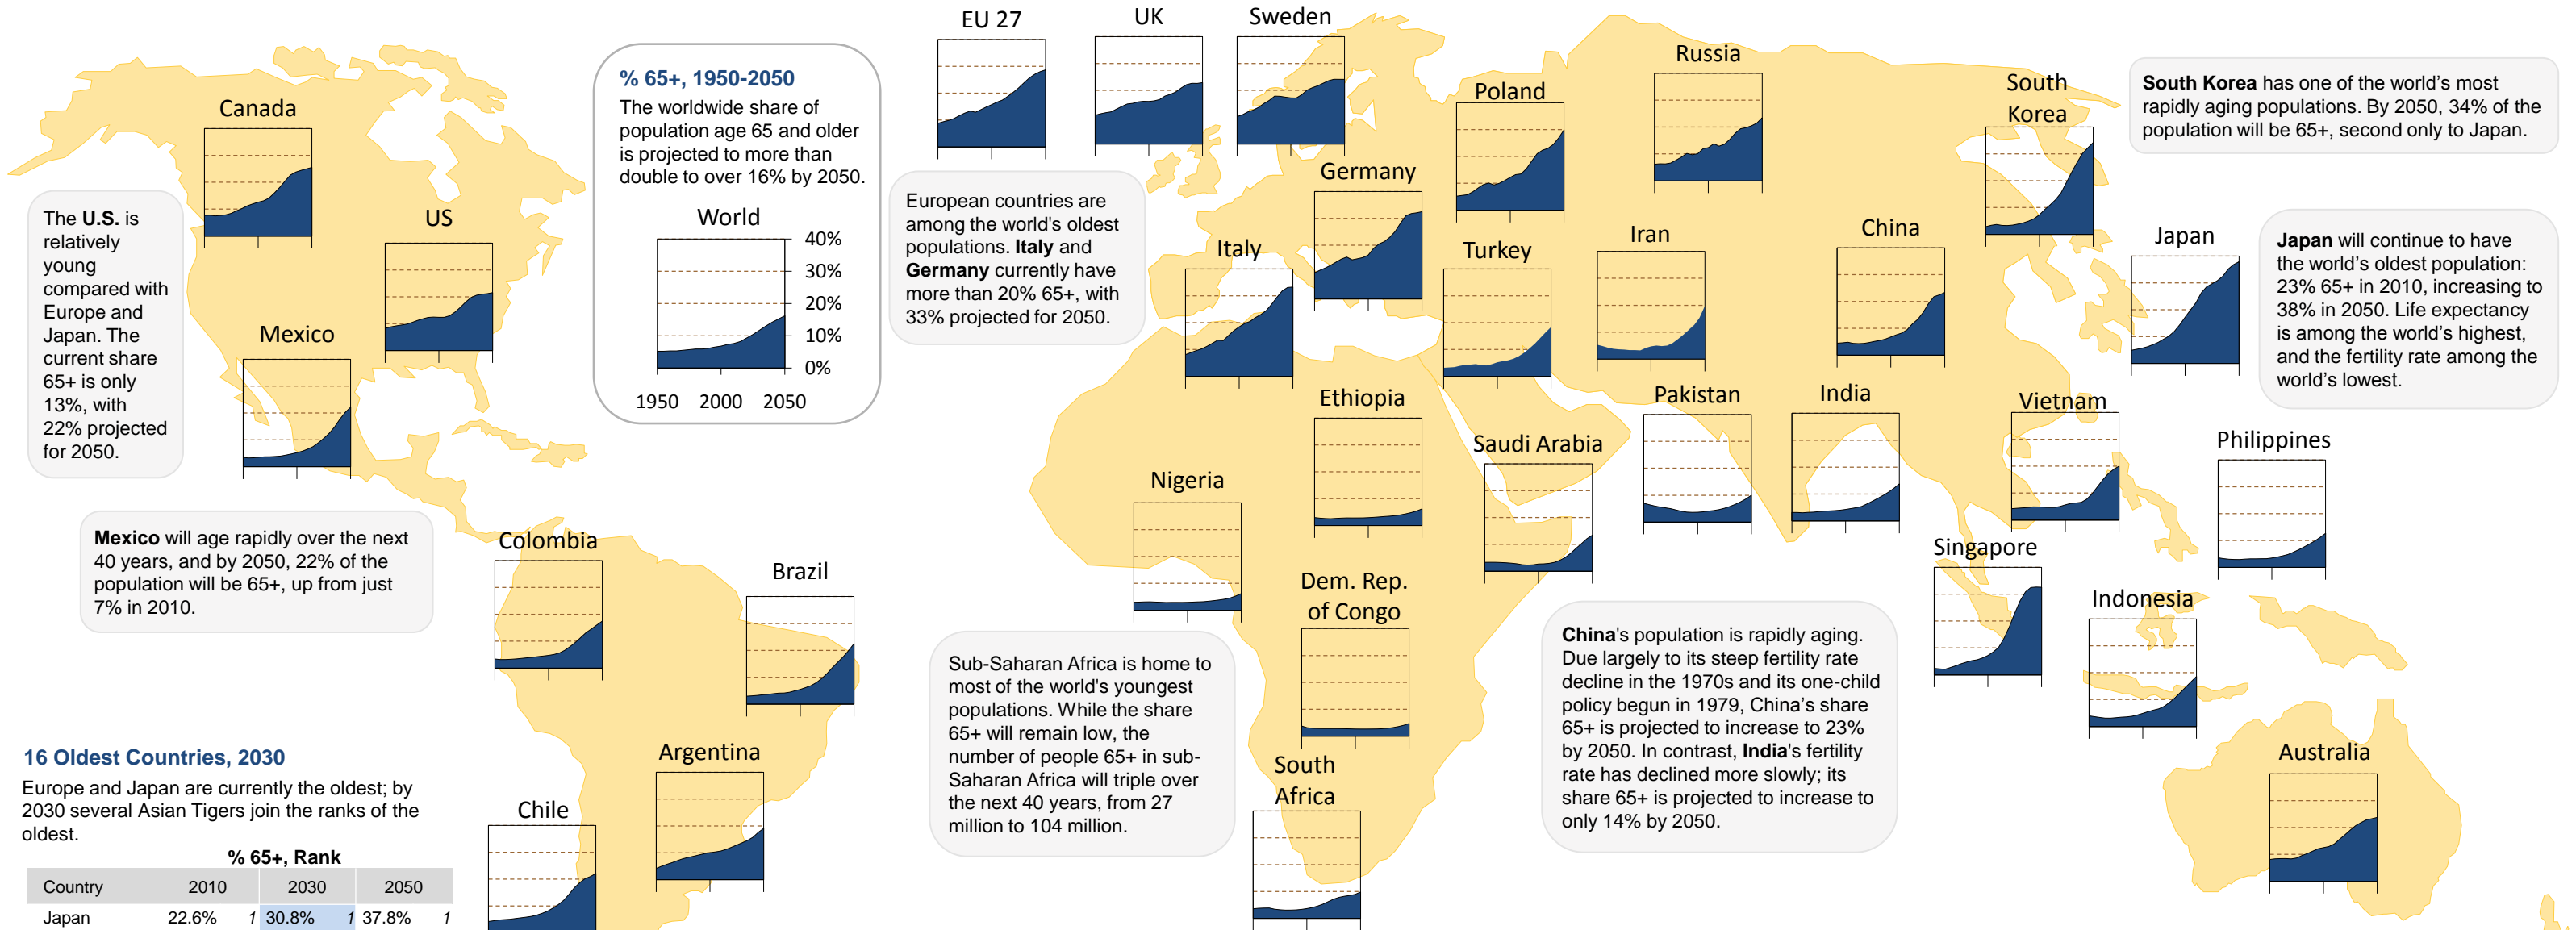 EU 27
UK
Sweden
Russia
Canada
% 65+, 1950-2050
The worldwide share of
population age 65 and older
is projected to more than
double to over 16% by 2050.
World
40%
30%
20%
10%
0%
1950 2000 2050
Poland
South
Korea
South Korea has one of the world's most
rapidly aging populations. By 2050, 34% of the
population will be 65+, second only to Japan.
The U.S. is
relatively
young
compared with
Europe and
Japan. The
current share
65+ is only
13%, with
22% projected
for 2050.
US
Mexico
European countries are
among the world's oldest
populations. Italy and
Germany currently have
more than 20% 65+, with
33% projected for 2050.
Germany
Italy
Turkey
Iran
China
Japan
Japan will continue to have
the world's oldest population:
23% 65+ in 2010, increasing to
38% in 2050. Life expectancy
is among the world's highest,
and the fertility rate among the
world's lowest.
Ethiopia
Pakistan
India
Vietnam
Saudi Arabia
Philippines
Nigeria
Mexico will age rapidly over the next
40 years, and by 2050, 22% of the
population will be 65+, up from just
7% in 2010.
Colombia
Brazil
Dem. Rep.
of Congo
Singapore
Indonesia
Sub-Saharan Africa is home to
most of the world's youngest
populations. While the share
65+ will remain low, the
number of people 65+ in sub-
Saharan Africa will triple over
the next 40 years, from 27
million to 104 million.
China's population is rapidly aging.
Due largely to its steep fertility rate
decline in the 1970s and its one-child
policy begun in 1979, China's share
65+ is projected to increase to 23%
by 2050. In contrast, India's fertility
rate has declined more slowly; its
share 65+ is projected to increase to
only 14% by 2050.
Argentina
South
Africa
Australia
Chile
16 Oldest Countries, 2030
Europe and Japan are currently the oldest; by
2030 several Asian Tigers join the ranks of the
oldest.
% 65+, Rank
Country 2010 2030 2050
Japan 22.6% 1 30.8% 1 37.8% 1